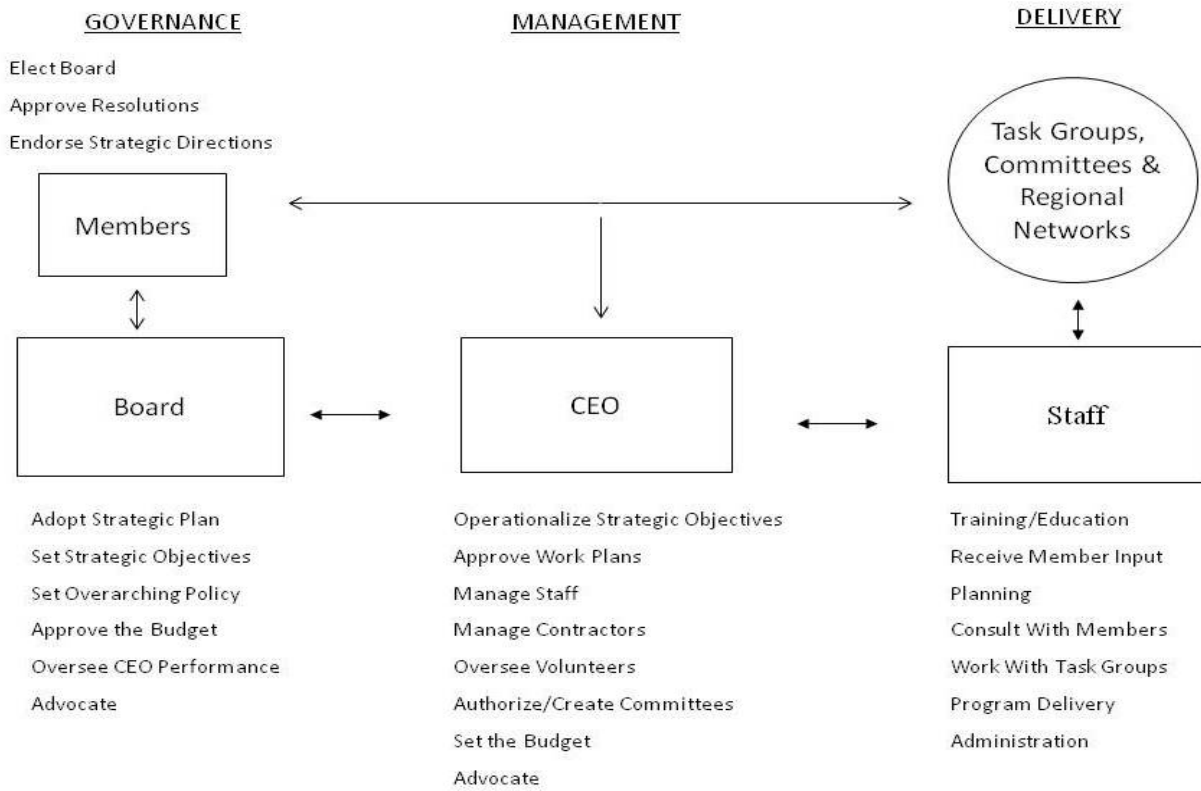 GOVERNANCE
MANAGEMENT
DELIVERY
Elect Board
Approve Resolutions
Endorse Strategic Directions
Members
Task Groups,
Committees &
Regional
Networks
Board
CEO
Staff
Adopt Strategic Plan
Set Strategic Objectives
Set Overarching Policy
Approve the Budget
Oversee CEO Performance
Advocate
Operationalize Strategic Objectives
Approve Work Plans
Manage Staff
Manage Contractors
Oversee Volunteers
Authorize/Create Committees
Set the Budget
Advocate
Training/Education
Receive Member Input
Planning
Consult With Members
Work With Task Groups
Program Delivery
Administration